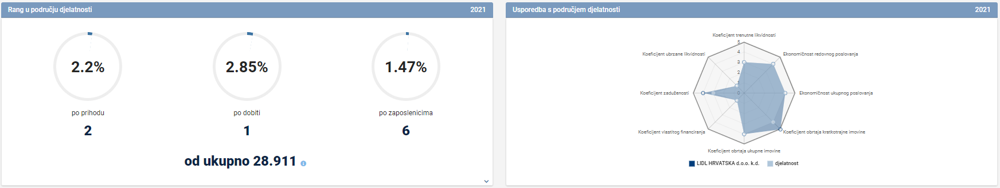 Rang u području djelatnosti 2021
2.2% 2.85% 1.47%
po prihodu po dobiti po zaposlenicima
2 1 6
od ukupno 28.911
Usporedba s područjem djelatnosti 2021
Koeficijent trenutne likvidnosti
5
Koeficijent ubrzane likvidnosti 4 Ekonomičnost redovnog poslovanja
3
2
1
Koeficijent zaduženosti 0 Ekonomičnost ukupnog poslovanja
Koeficijent vlastitog financiranja Koeficijent obrtaja kratkotrajne imovine
Koeficijent obrtaja ukupne imovine
LIDL HRVATSKA d.o.o. k.d. djelatnost